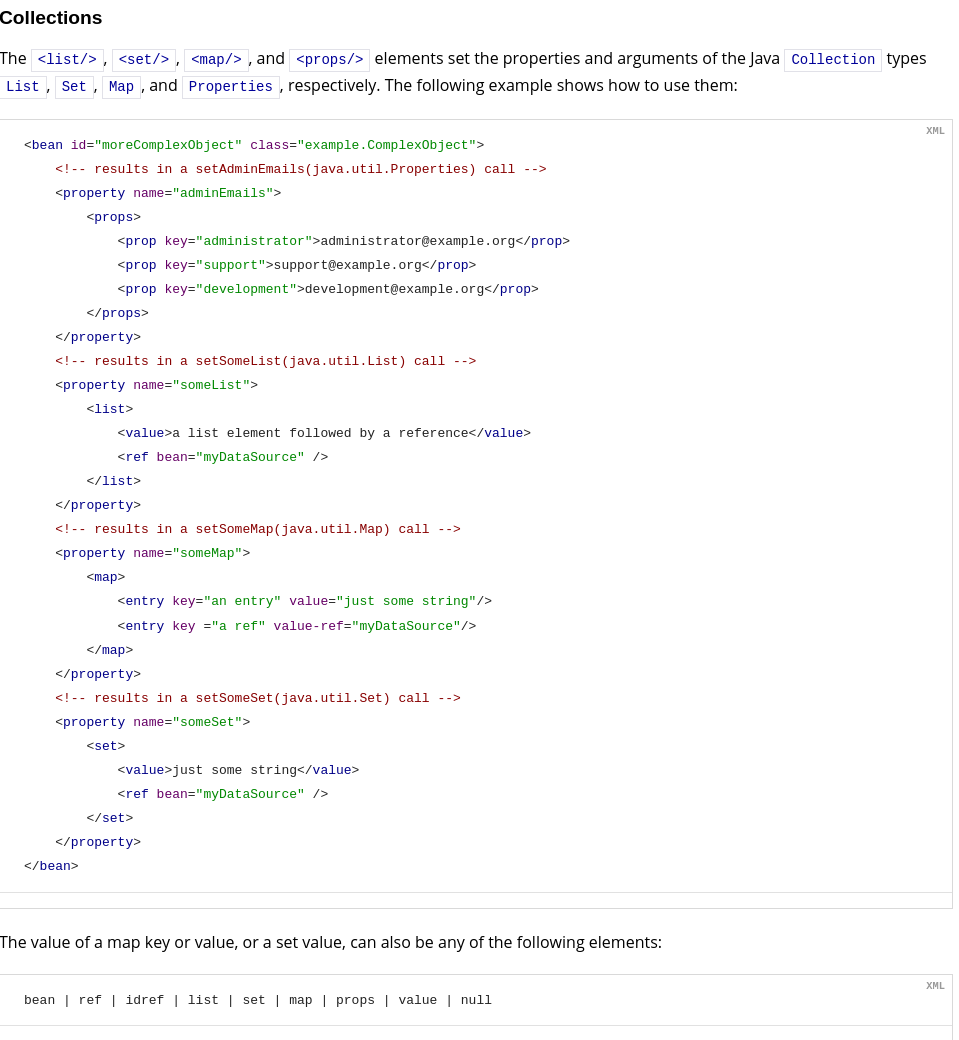 Collections
The <list/>, <set/>, <map/>, and <props/> elements set the properties and arguments of the Java Collection types
List, Set, Map, and Properties, respectively. The following example shows how to use them:
XML
<bean id="moreComplexObject" class="example.ComplexObject">
    <!-- results in a setAdminEmails(java.util.Properties) call -->
    <property name="adminEmails">
        <props>
            <prop key="administrator">administrator@example.org</prop>
            <prop key="support">support@example.org</prop>
            <prop key="development">development@example.org</prop>
        </props>
    </property>
    <!-- results in a setSomeList(java.util.List) call -->
    <property name="someList">
        <list>
            <value>a list element followed by a reference</value>
            <ref bean="myDataSource" />
        </list>
    </property>
    <!-- results in a setSomeMap(java.util.Map) call -->
    <property name="someMap">
        <map>
            <entry key="an entry" value="just some string"/>
            <entry key ="a ref" value-ref="myDataSource"/>
        </map>
    </property>
    <!-- results in a setSomeSet(java.util.Set) call -->
    <property name="someSet">
        <set>
            <value>just some string</value>
            <ref bean="myDataSource" />
        </set>
    </property>
</bean>
The value of a map key or value, or a set value, can also be any of the following elements:
XML
bean | ref | idref | list | set | map | props | value | null